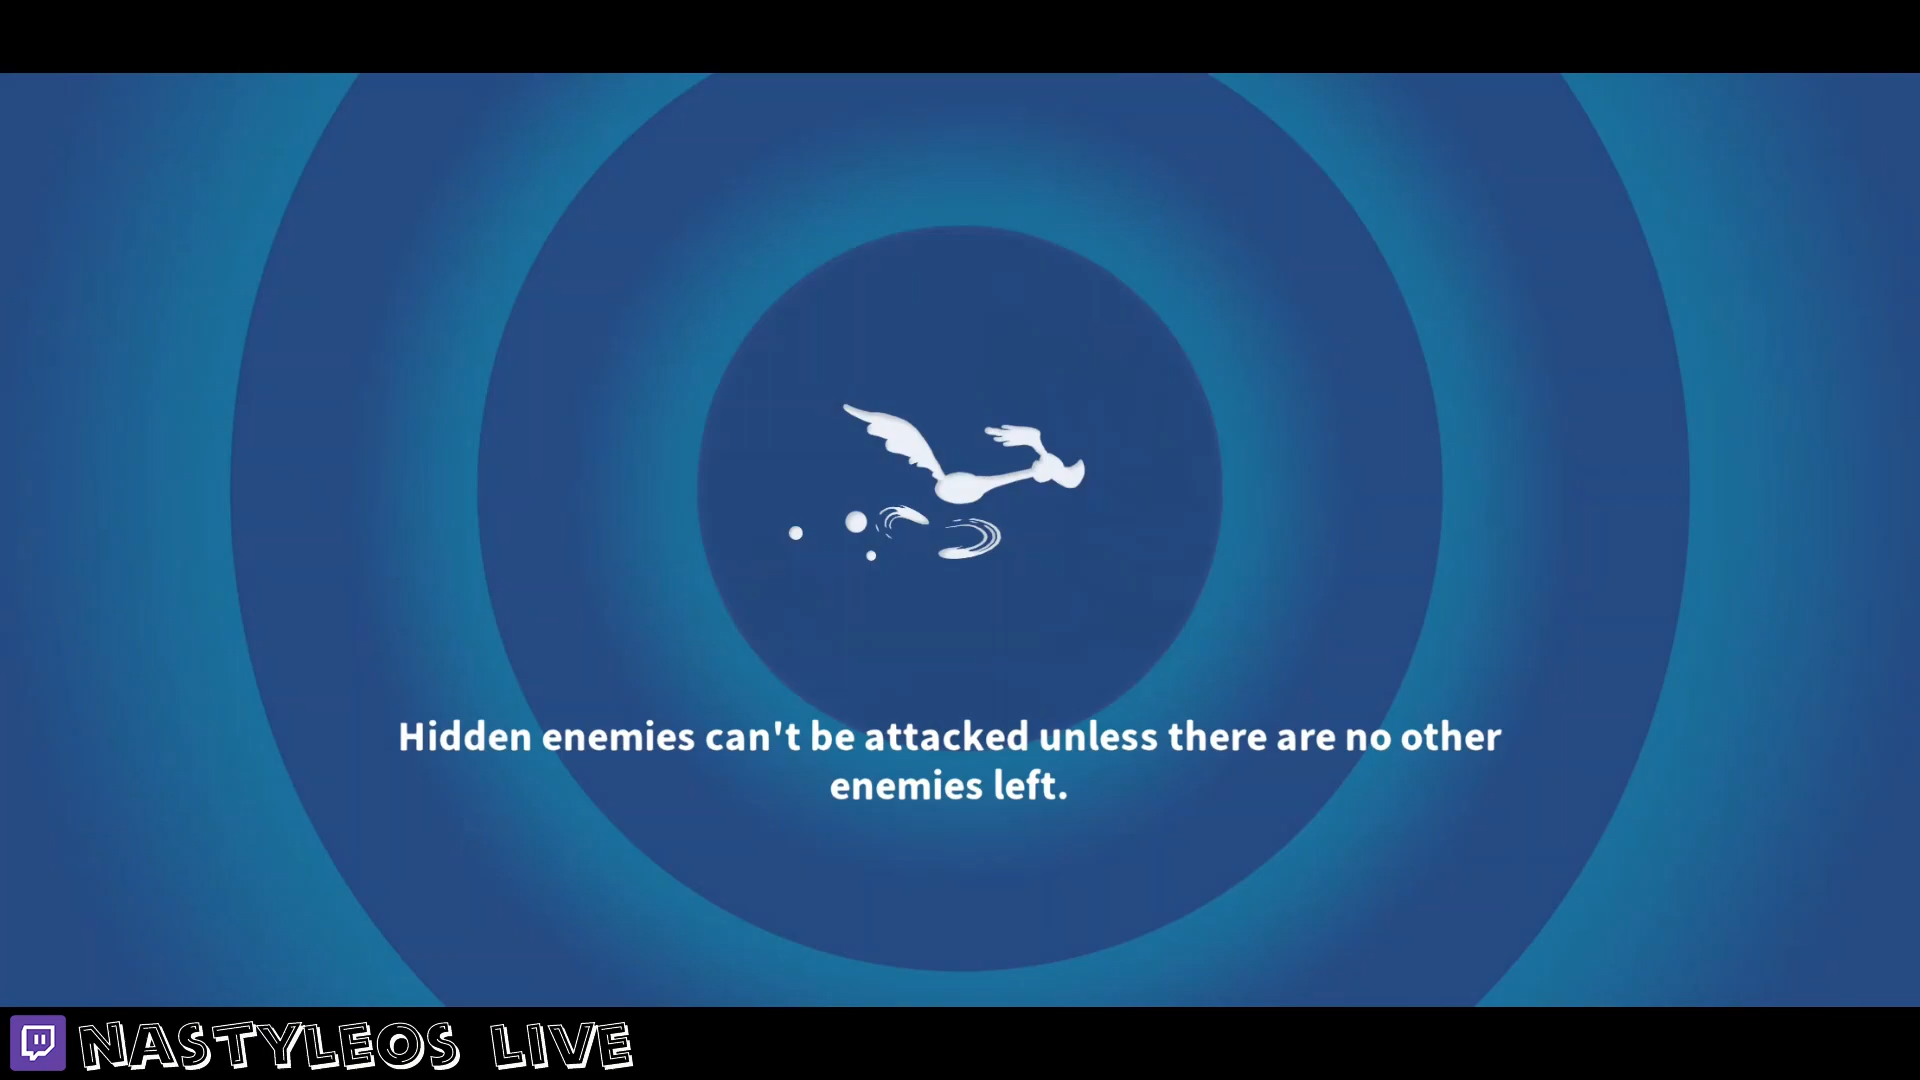 Hidden enemies can't be attacked unless there are no other
enemies left.
NASTYLEOS LIVE